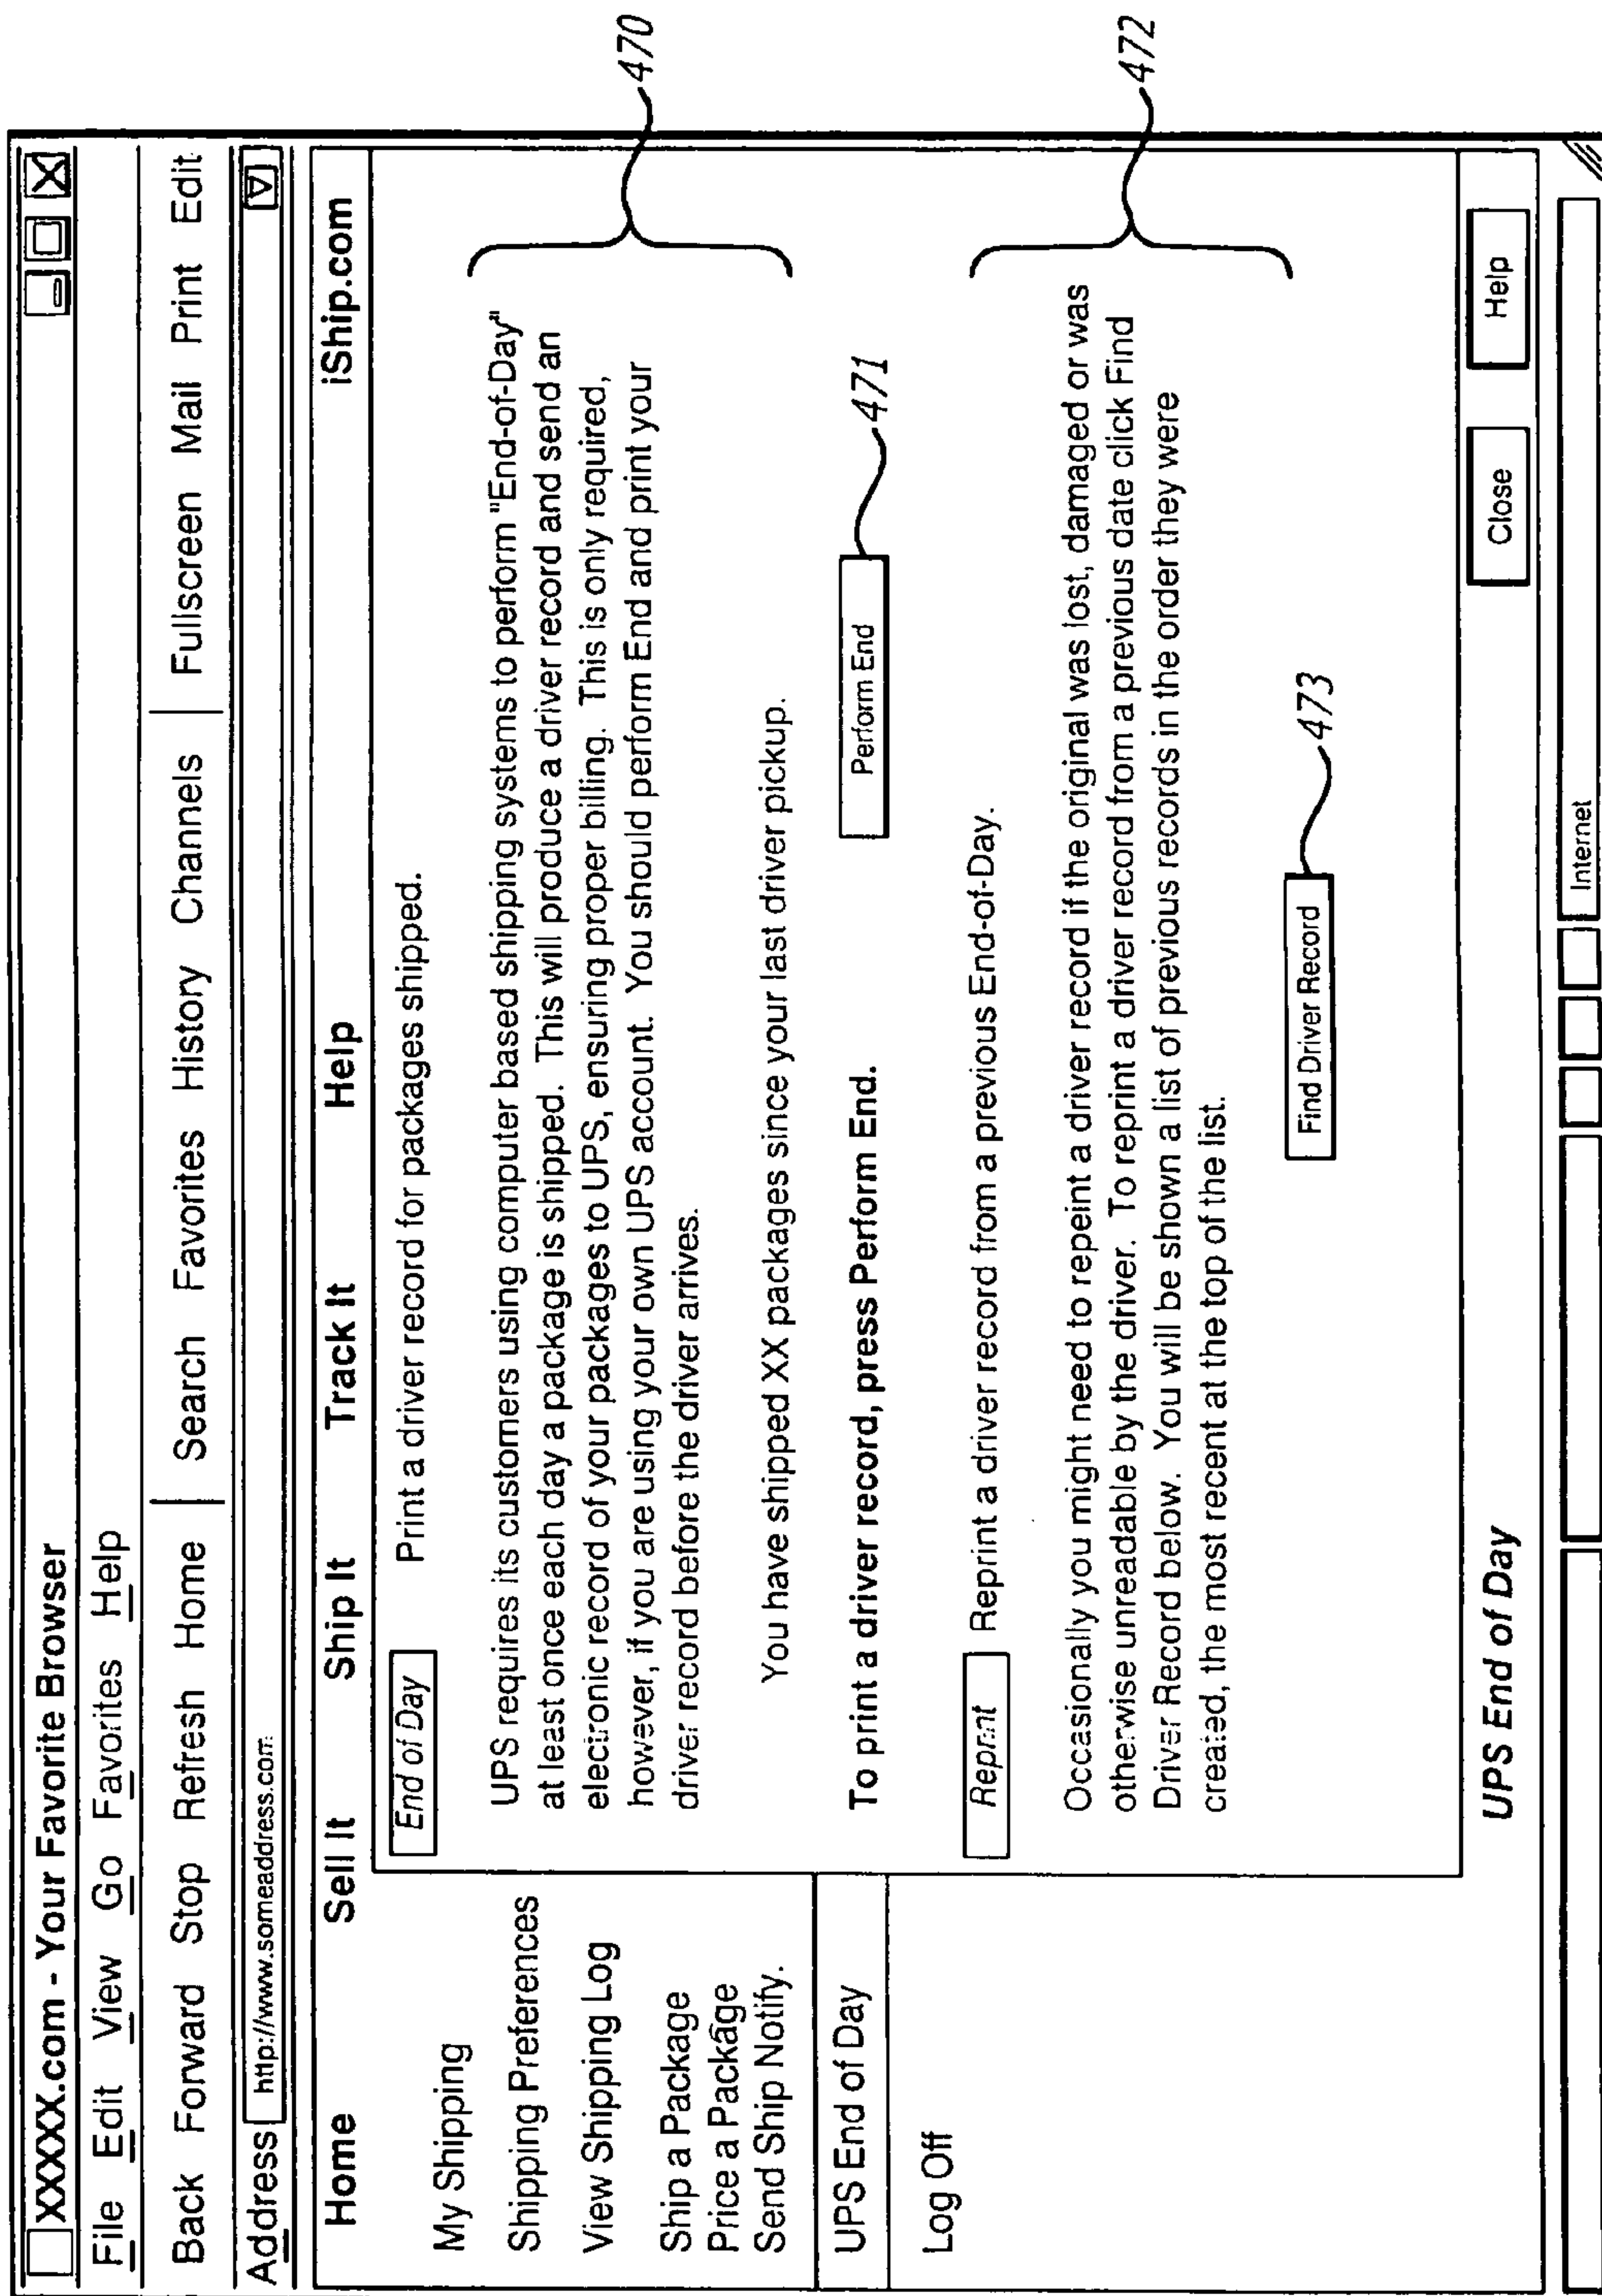 XXXXX.com - Your Favorite Browser
File Edit View Go Favorites Help
Back Forward Stop Refresh Home Search Favorites History Channels Fullscreen Mail Print Edit
Address http://www.someaddress.com
Home Sell It Ship It Track It Help iShip.com
My Shipping
Shipping Preferences
View Shipping Log
Ship a Package
Price a Package
Send Ship Notify.
UPS End of Day
Log Off
End of Day Print a driver record for packages shipped.
UPS requires its customers using computer based shipping systems to perform "End-of-Day"
at least once each day a package is shipped. This will produce a driver record and send an
electronic record of your packages to UPS, ensuring proper billing. This is only required,
however, if you are using your own UPS account. You should perform End and print your
driver record before the driver arrives.
470
You have shipped XX packages since your last driver pickup.
To print a driver record, press Perform End.
Perform End
471
Reprint Reprint a driver record from a previous End-of-Day.
Occasionally you might need to repeint a driver record if the original was lost, damaged or was
otherwise unreadable by the driver. To reprint a driver record from a previous date click Find
Driver Record below. You will be shown a list of previous records in the order they were
created, the most recent at the top of the list.
472
Find Driver Record
473
UPS End of Day
Close
Help
Internet